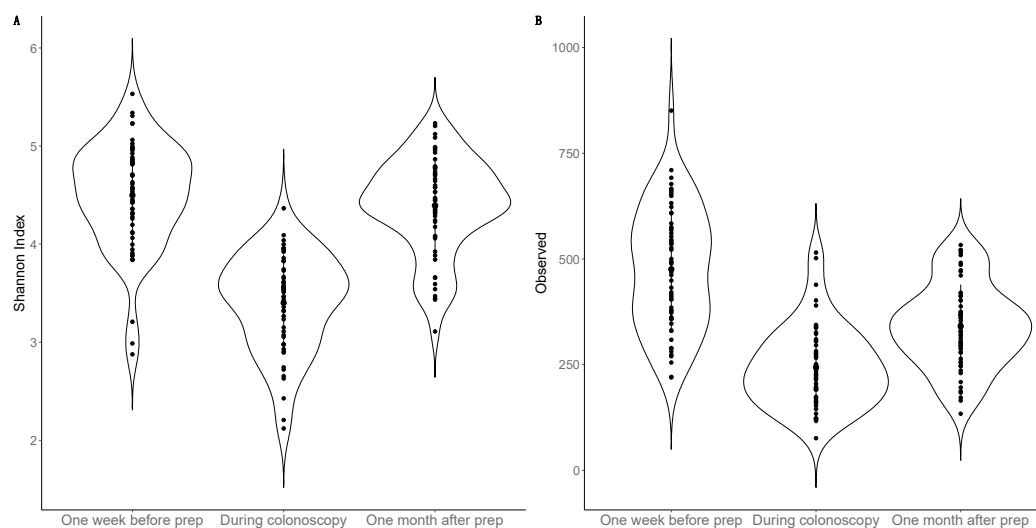 A
Shannon Index
6
5
4
3
2
One week before prep
During colonoscopy
One month after prep
B
Observed
1000
750
500
250
0
One week before prep
During colonoscopy
One month after prep